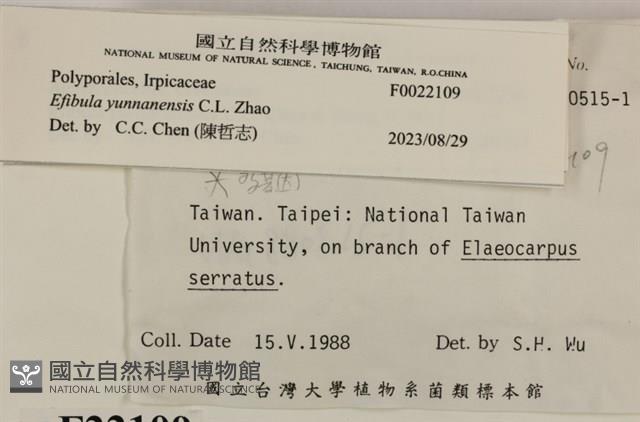 國立自然科學博物館
NATIONAL MUSEUM OF NATURAL SCIENCE, TAICHUNG, TAIWAN, R.O.CHINA
Polyporales, Irpicaceae F0022109
Efibula yunnanensis C.L. Zhao
Det. by C.C. Chen (陳哲志) 2023/08/29
No.
0515-1
Taiwan. Taipei: National Taiwan
University, on branch of Elaeocarpus
serratus.
Coll. Date 15.V.1988 Det. by S.H. Wu
國立自然科學博物館
NATIONAL MUSEUM OF NATURAL SCIENCE
國立台灣大學植物系菌類標本館